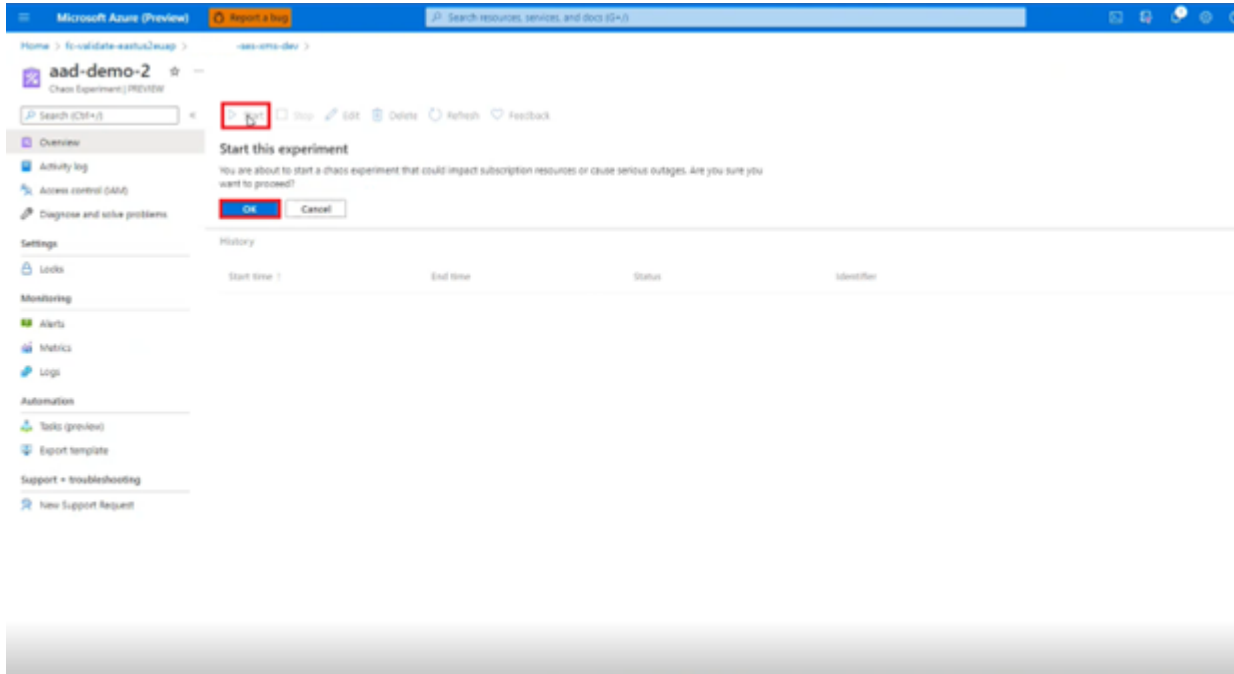 Microsoft Azure (Preview)
Report a bug
Search resources, services, and docs (G+/)
Home > fc-validate-eastus2euap > -ses-oms-dev >
aad-demo-2
Chaos Experiment | PREVIEW
Search (Ctrl+/)
Start Stop Edit Delete Refresh Feedback
Overview
Activity log
Access control (IAM)
Diagnose and solve problems
Settings
Locks
Monitoring
Alerts
Metrics
Logs
Automation
Tasks (preview)
Export template
Support + troubleshooting
New Support Request
Start this experiment
You are about to start a chaos experiment that could impact subscription resources or cause serious outages. Are you sure you
want to proceed?
OK Cancel
History
Start time ↑ End time Status Identifier